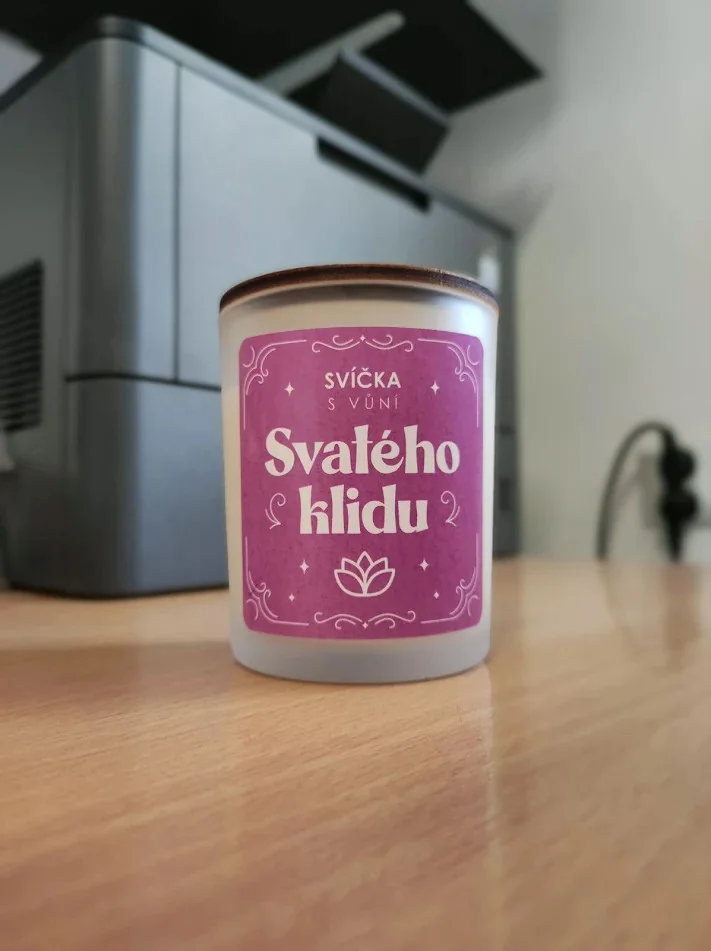 SVÍČKA
S VŮNÍ
Svatého
klidu